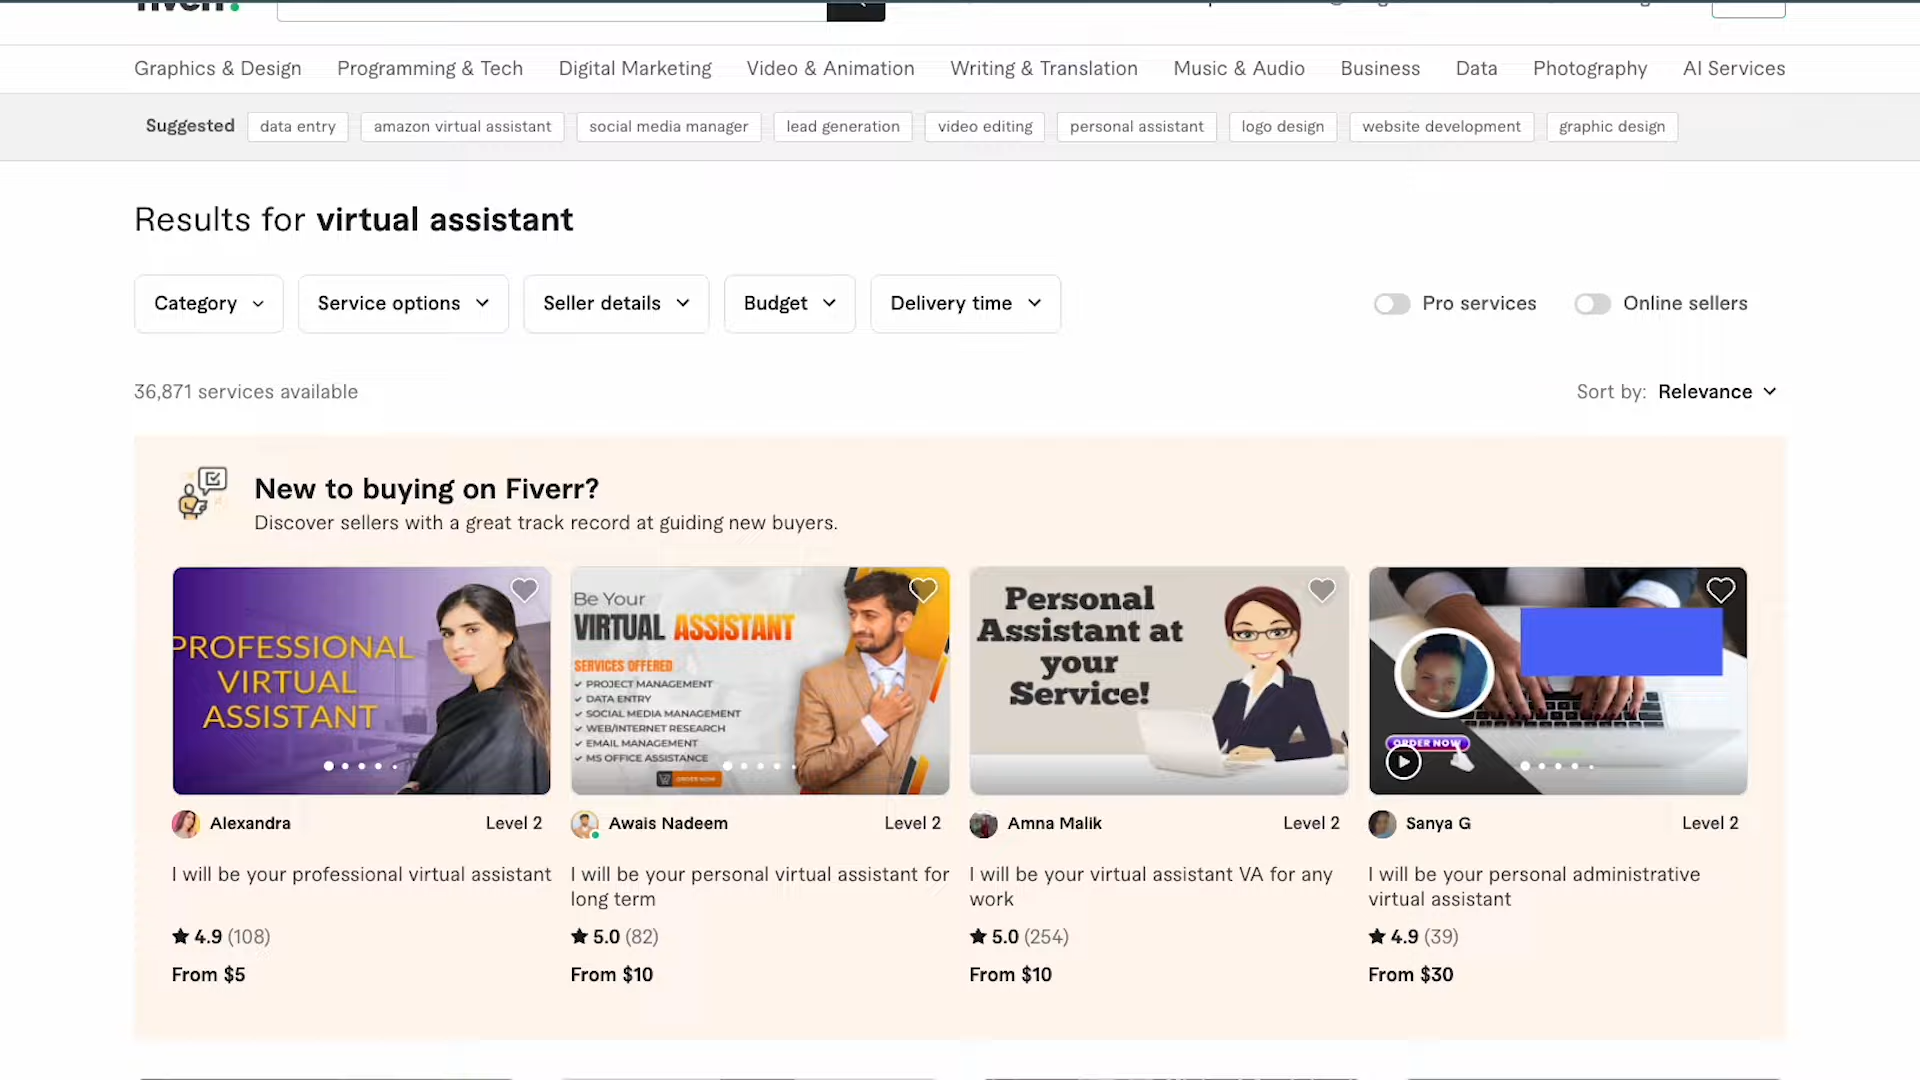 Graphics & Design Programming & Tech Digital Marketing Video & Animation Writing & Translation Music & Audio Business Data Photography AI Services
Suggested data entry amazon virtual assistant social media manager lead generation video editing personal assistant logo design website development graphic design
Results for virtual assistant
Category Service options Seller details Budget Delivery time Pro services Online sellers
36,871 services available Sort by: Relevance
New to buying on Fiverr?
Discover sellers with a great track record at guiding new buyers.
PROFESSIONAL
VIRTUAL
ASSISTANT
Be Your
VIRTUAL ASSISTANT
SERVICES OFFERED
PROJECT MANAGEMENT
DATA ENTRY
SOCIAL MEDIA MANAGEMENT
WEB/INTERNET RESEARCH
EMAIL MANAGEMENT
MS OFFICE ASSISTANCE
ORDER NOW
Personal
Assistant at
your
Service!
ORDER NOW
Alexandra Level 2
I will be your professional virtual assistant
4.9 (108)
From $5
Awais Nadeem Level 2
I will be your personal virtual assistant for
long term
5.0 (82)
From $10
Amna Malik Level 2
I will be your virtual assistant VA for any
work
5.0 (254)
From $10
Sanya G Level 2
I will be your personal administrative
virtual assistant
4.9 (39)
From $30